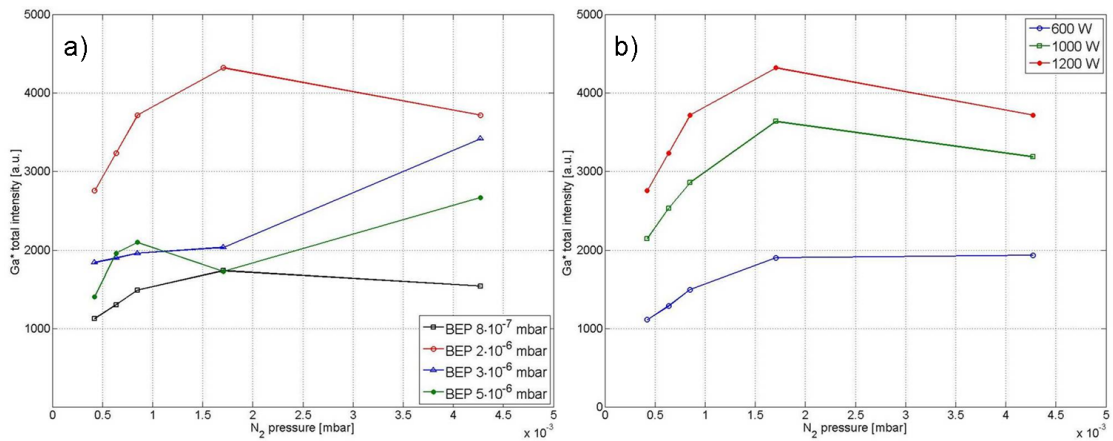 a)
5000
4000
3000
2000
1000
0
Ga* total intensity [a.u.]
0 0.5 1 1.5 2 2.5 3 3.5 4 4.5 5
N₂ pressure [mbar]
x 10⁻³
BEP 8·10⁻⁷ mbar
BEP 2·10⁻⁶ mbar
BEP 3·10⁻⁶ mbar
BEP 5·10⁻⁶ mbar
b)
5000
4000
3000
2000
1000
0
Ga* total intensity [a.u.]
0 0.5 1 1.5 2 2.5 3 3.5 4 4.5 5
N₂ pressure [mbar]
x 10⁻³
600 W
1000 W
1200 W